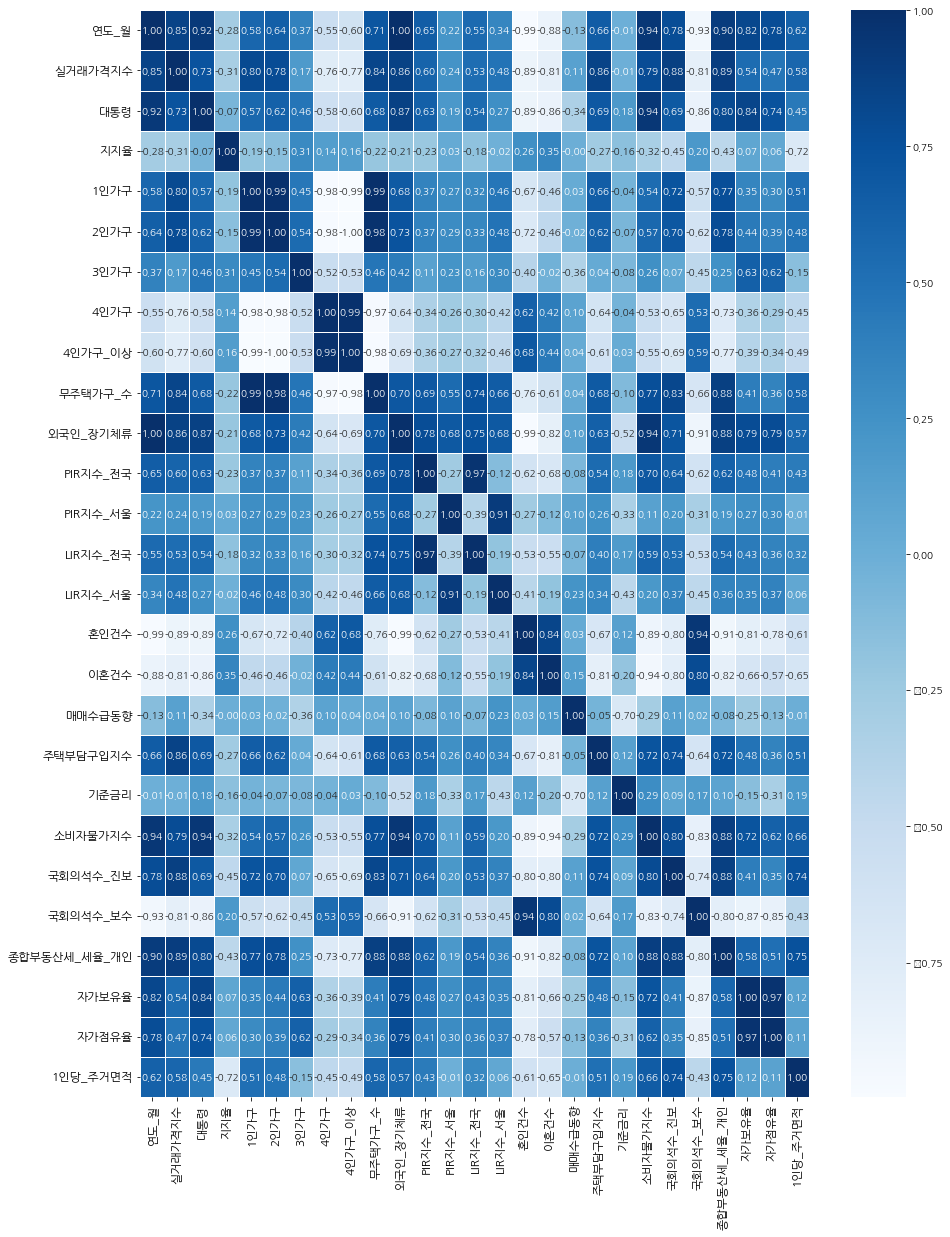 연도_월 1.00 0.85 0.92 -0.28 0.58 0.64 0.37 -0.55 -0.60 0.71 1.00 0.65 0.22 0.55 0.34 -0.99 -0.88 -0.13 0.66 -0.01 0.94 0.78 -0.93 0.90 0.82 0.78 0.62
실거래가격지수 0.85 1.00 0.73 -0.31 0.80 0.78 0.17 -0.76 -0.77 0.84 0.86 0.60 0.24 0.53 0.48 -0.89 -0.81 0.11 0.86 -0.01 0.79 0.88 -0.81 0.89 0.54 0.47 0.58
대통령 0.92 0.73 1.00 -0.07 0.57 0.62 0.46 -0.58 -0.60 0.68 0.87 0.63 0.19 0.54 0.27 -0.89 -0.86 -0.34 0.69 0.18 0.94 0.69 -0.86 0.80 0.84 0.74 0.45
지지율 -0.28 -0.31 -0.07 1.00 -0.19 -0.15 0.31 0.14 0.16 -0.22 -0.21 -0.23 0.03 -0.18 -0.02 0.26 0.35 -0.00 -0.27 -0.16 -0.32 -0.45 0.20 -0.43 0.07 0.06 -0.72
1인가구 0.58 0.80 0.57 -0.19 1.00 0.99 0.45 -0.98 -0.99 0.99 0.68 0.37 0.27 0.32 0.46 -0.67 -0.46 0.03 0.66 -0.04 0.54 0.72 -0.57 0.77 0.35 0.30 0.51
2인가구 0.64 0.78 0.62 -0.15 0.99 1.00 0.54 -0.98 -1.00 0.98 0.73 0.37 0.29 0.33 0.48 -0.72 -0.46 -0.02 0.62 -0.07 0.57 0.70 -0.62 0.78 0.44 0.39 0.48
3인가구 0.37 0.17 0.46 0.31 0.45 0.54 1.00 -0.52 -0.53 0.46 0.42 0.11 0.23 0.16 0.30 -0.40 -0.02 -0.36 0.04 -0.08 0.26 0.07 -0.45 0.25 0.63 0.62 -0.15
4인가구 -0.55 -0.76 -0.58 0.14 -0.98 -0.98 -0.52 1.00 0.99 -0.97 -0.64 -0.34 -0.26 -0.30 -0.42 0.62 0.42 0.10 -0.64 -0.04 -0.53 -0.65 0.53 -0.73 -0.36 -0.29 -0.45
4인가구_이상 -0.60 -0.77 -0.60 0.16 -0.99 -1.00 -0.53 0.99 1.00 -0.98 -0.69 -0.36 -0.27 -0.32 -0.46 0.68 0.44 0.04 -0.61 0.03 -0.55 -0.69 0.59 -0.77 -0.39 -0.34 -0.49
무주택가구_수 0.71 0.84 0.68 -0.22 0.99 0.98 0.46 -0.97 -0.98 1.00 0.70 0.69 0.55 0.74 0.66 -0.76 -0.61 0.04 0.68 -0.10 0.77 0.83 -0.66 0.88 0.41 0.36 0.58
외국인_장기체류 1.00 0.86 0.87 -0.21 0.68 0.73 0.42 -0.64 -0.69 0.70 1.00 0.78 0.68 0.75 0.68 -0.99 -0.82 0.10 0.63 -0.52 0.94 0.71 -0.91 0.88 0.79 0.79 0.57
PIR지수_전국 0.65 0.60 0.63 -0.23 0.37 0.37 0.11 -0.34 -0.36 0.69 0.78 1.00 -0.27 0.97 -0.12 -0.62 -0.68 -0.08 0.54 0.18 0.70 0.64 -0.62 0.62 0.48 0.41 0.43
PIR지수_서울 0.22 0.24 0.19 0.03 0.27 0.29 0.23 -0.26 -0.27 0.55 0.68 -0.27 1.00 -0.39 0.91 -0.27 -0.12 0.10 0.26 -0.33 0.11 0.20 -0.31 0.19 0.27 0.30 -0.01
LIR지수_전국 0.55 0.53 0.54 -0.18 0.32 0.33 0.16 -0.30 -0.32 0.74 0.75 0.97 -0.39 1.00 -0.19 -0.53 -0.55 -0.07 0.40 0.17 0.59 0.53 -0.53 0.54 0.43 0.36 0.32
LIR지수_서울 0.34 0.48 0.27 -0.02 0.46 0.48 0.30 -0.42 -0.46 0.66 0.68 -0.12 0.91 -0.19 1.00 -0.41 -0.19 0.23 0.34 -0.43 0.20 0.37 -0.45 0.36 0.35 0.37 0.06
혼인건수 -0.99 -0.89 -0.89 0.26 -0.67 -0.72 -0.40 0.62 0.68 -0.76 -0.99 -0.62 -0.27 -0.53 -0.41 1.00 0.84 0.03 -0.67 0.12 -0.89 -0.80 0.94 -0.91 -0.81 -0.78 -0.61
이혼건수 -0.88 -0.81 -0.86 0.35 -0.46 -0.46 -0.02 0.42 0.44 -0.61 -0.82 -0.68 -0.12 -0.55 -0.19 0.84 1.00 0.15 -0.81 -0.20 -0.94 -0.80 0.80 -0.82 -0.66 -0.57 -0.65
매매수급동향 -0.13 0.11 -0.34 -0.00 0.03 -0.02 -0.36 0.10 0.04 0.04 0.10 -0.08 0.10 -0.07 0.23 0.03 0.15 1.00 -0.05 -0.70 -0.29 0.11 0.02 -0.08 -0.25 -0.13 -0.01
주택부담구입지수 0.66 0.86 0.69 -0.27 0.66 0.62 0.04 -0.64 -0.61 0.68 0.63 0.54 0.26 0.40 0.34 -0.67 -0.81 -0.05 1.00 0.12 0.72 0.74 -0.64 0.72 0.48 0.36 0.51
기준금리 -0.01 -0.01 0.18 -0.16 -0.04 -0.07 -0.08 -0.04 0.03 -0.10 -0.52 0.18 -0.33 0.17 -0.43 0.12 -0.20 -0.70 0.12 1.00 0.29 0.09 0.17 0.10 -0.15 -0.31 0.19
소비자물가지수 0.94 0.79 0.94 -0.32 0.54 0.57 0.26 -0.53 -0.55 0.77 0.94 0.70 0.11 0.59 0.20 -0.89 -0.94 -0.29 0.72 0.29 1.00 0.80 -0.83 0.88 0.72 0.62 0.66
국회의석수_진보 0.78 0.88 0.69 -0.45 0.72 0.70 0.07 -0.65 -0.69 0.83 0.71 0.64 0.20 0.53 0.37 -0.80 -0.80 0.11 0.74 0.09 0.80 1.00 -0.74 0.88 0.41 0.35 0.74
국회의석수_보수 -0.93 -0.81 -0.86 0.20 -0.57 -0.62 -0.45 0.53 0.59 -0.66 -0.91 -0.62 -0.31 -0.53 -0.45 0.94 0.80 0.02 -0.64 0.17 -0.83 -0.74 1.00 -0.80 -0.87 -0.85 -0.43
종합부동산세_세율_개인 0.90 0.89 0.80 -0.43 0.77 0.78 0.25 -0.73 -0.77 0.88 0.88 0.62 0.19 0.54 0.36 -0.91 -0.82 -0.08 0.72 0.10 0.88 0.88 -0.80 1.00 0.58 0.51 0.75
자가보유율 0.82 0.54 0.84 0.07 0.35 0.44 0.63 -0.36 -0.39 0.41 0.79 0.48 0.27 0.43 0.35 -0.81 -0.66 -0.25 0.48 -0.15 0.72 0.41 -0.87 0.58 1.00 0.97 0.12
자가점유율 0.78 0.47 0.74 0.06 0.30 0.39 0.62 -0.29 -0.34 0.36 0.79 0.41 0.30 0.36 0.37 -0.78 -0.57 -0.13 0.36 -0.31 0.62 0.35 -0.85 0.51 0.97 1.00 0.11
1인당_주거면적 0.62 0.58 0.45 -0.72 0.51 0.48 -0.15 -0.45 -0.49 0.58 0.57 0.43 -0.01 0.32 0.06 -0.61 -0.65 -0.01 0.51 0.19 0.66 0.74 -0.43 0.75 0.12 0.11 1.00
연도_월 실거래가격지수 대통령 지지율 1인가구 2인가구 3인가구 4인가구 4인가구_이상 무주택가구_수 외국인_장기체류 PIR지수_전국 PIR지수_서울 LIR지수_전국 LIR지수_서울 혼인건수 이혼건수 매매수급동향 주택부담구입지수 기준금리 소비자물가지수 국회의석수_진보 국회의석수_보수 종합부동산세_세율_개인 자가보유율 자가점유율 1인당_주거면적
1.00
0.75
0.50
0.25
0.00
□0.25
□0.50
□0.75